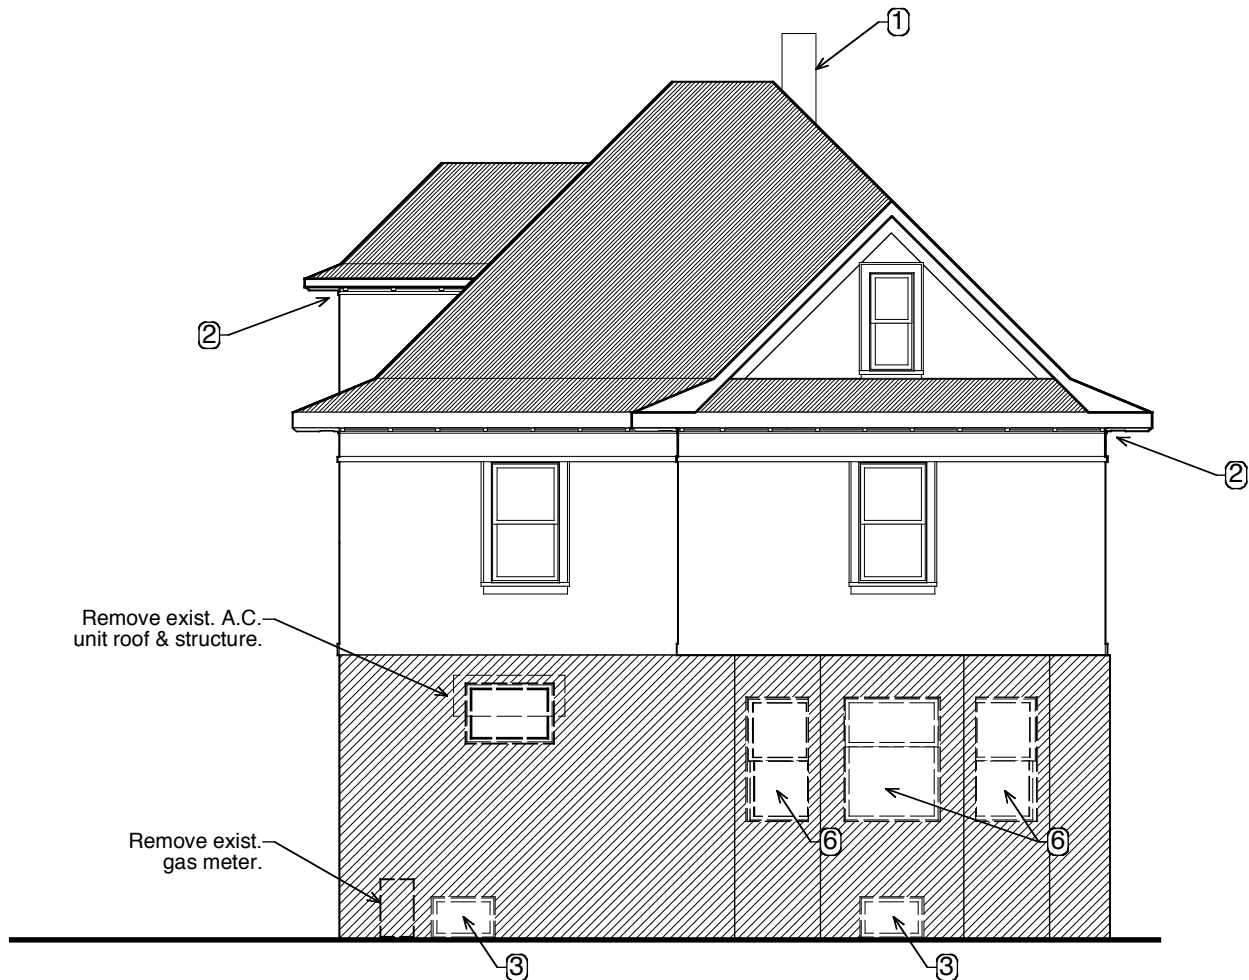 1
2
2
Remove exist. A.C.
unit roof & structure.
Remove exist.
gas meter.
6
6
3
3